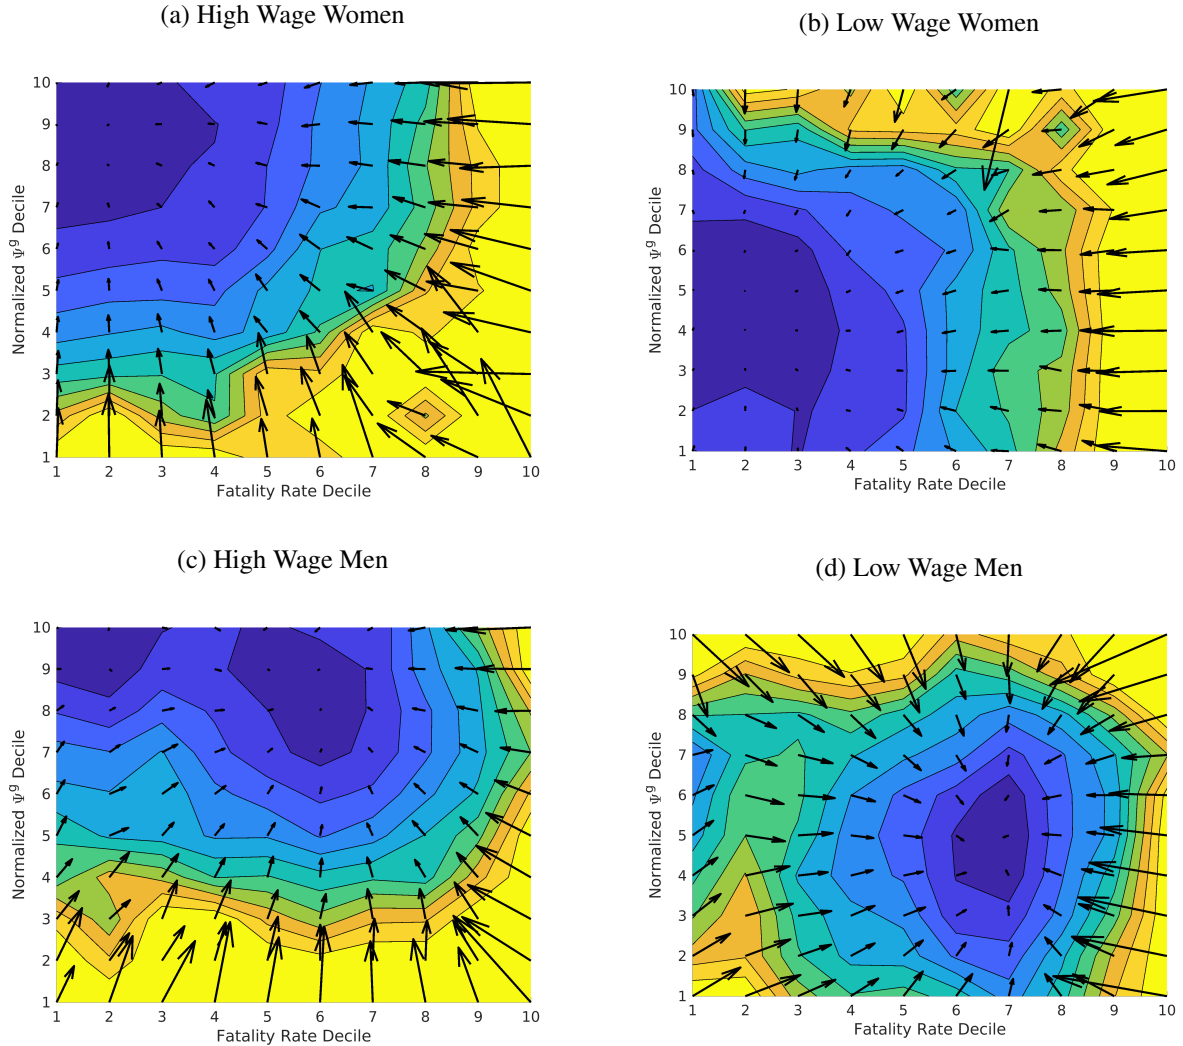 (a) High Wage Women
10
9
8
7
6
5
4
3
2
1
Normalized Ψ^g Decile
1 2 3 4 5 6 7 8 9 10
Fatality Rate Decile
(b) Low Wage Women
10
9
8
7
6
5
4
3
2
1
Normalized Ψ^g Decile
1 2 3 4 5 6 7 8 9 10
Fatality Rate Decile
(c) High Wage Men
10
9
8
7
6
5
4
3
2
1
Normalized Ψ^g Decile
1 2 3 4 5 6 7 8 9 10
Fatality Rate Decile
(d) Low Wage Men
10
9
8
7
6
5
4
3
2
1
Normalized Ψ^g Decile
1 2 3 4 5 6 7 8 9 10
Fatality Rate Decile